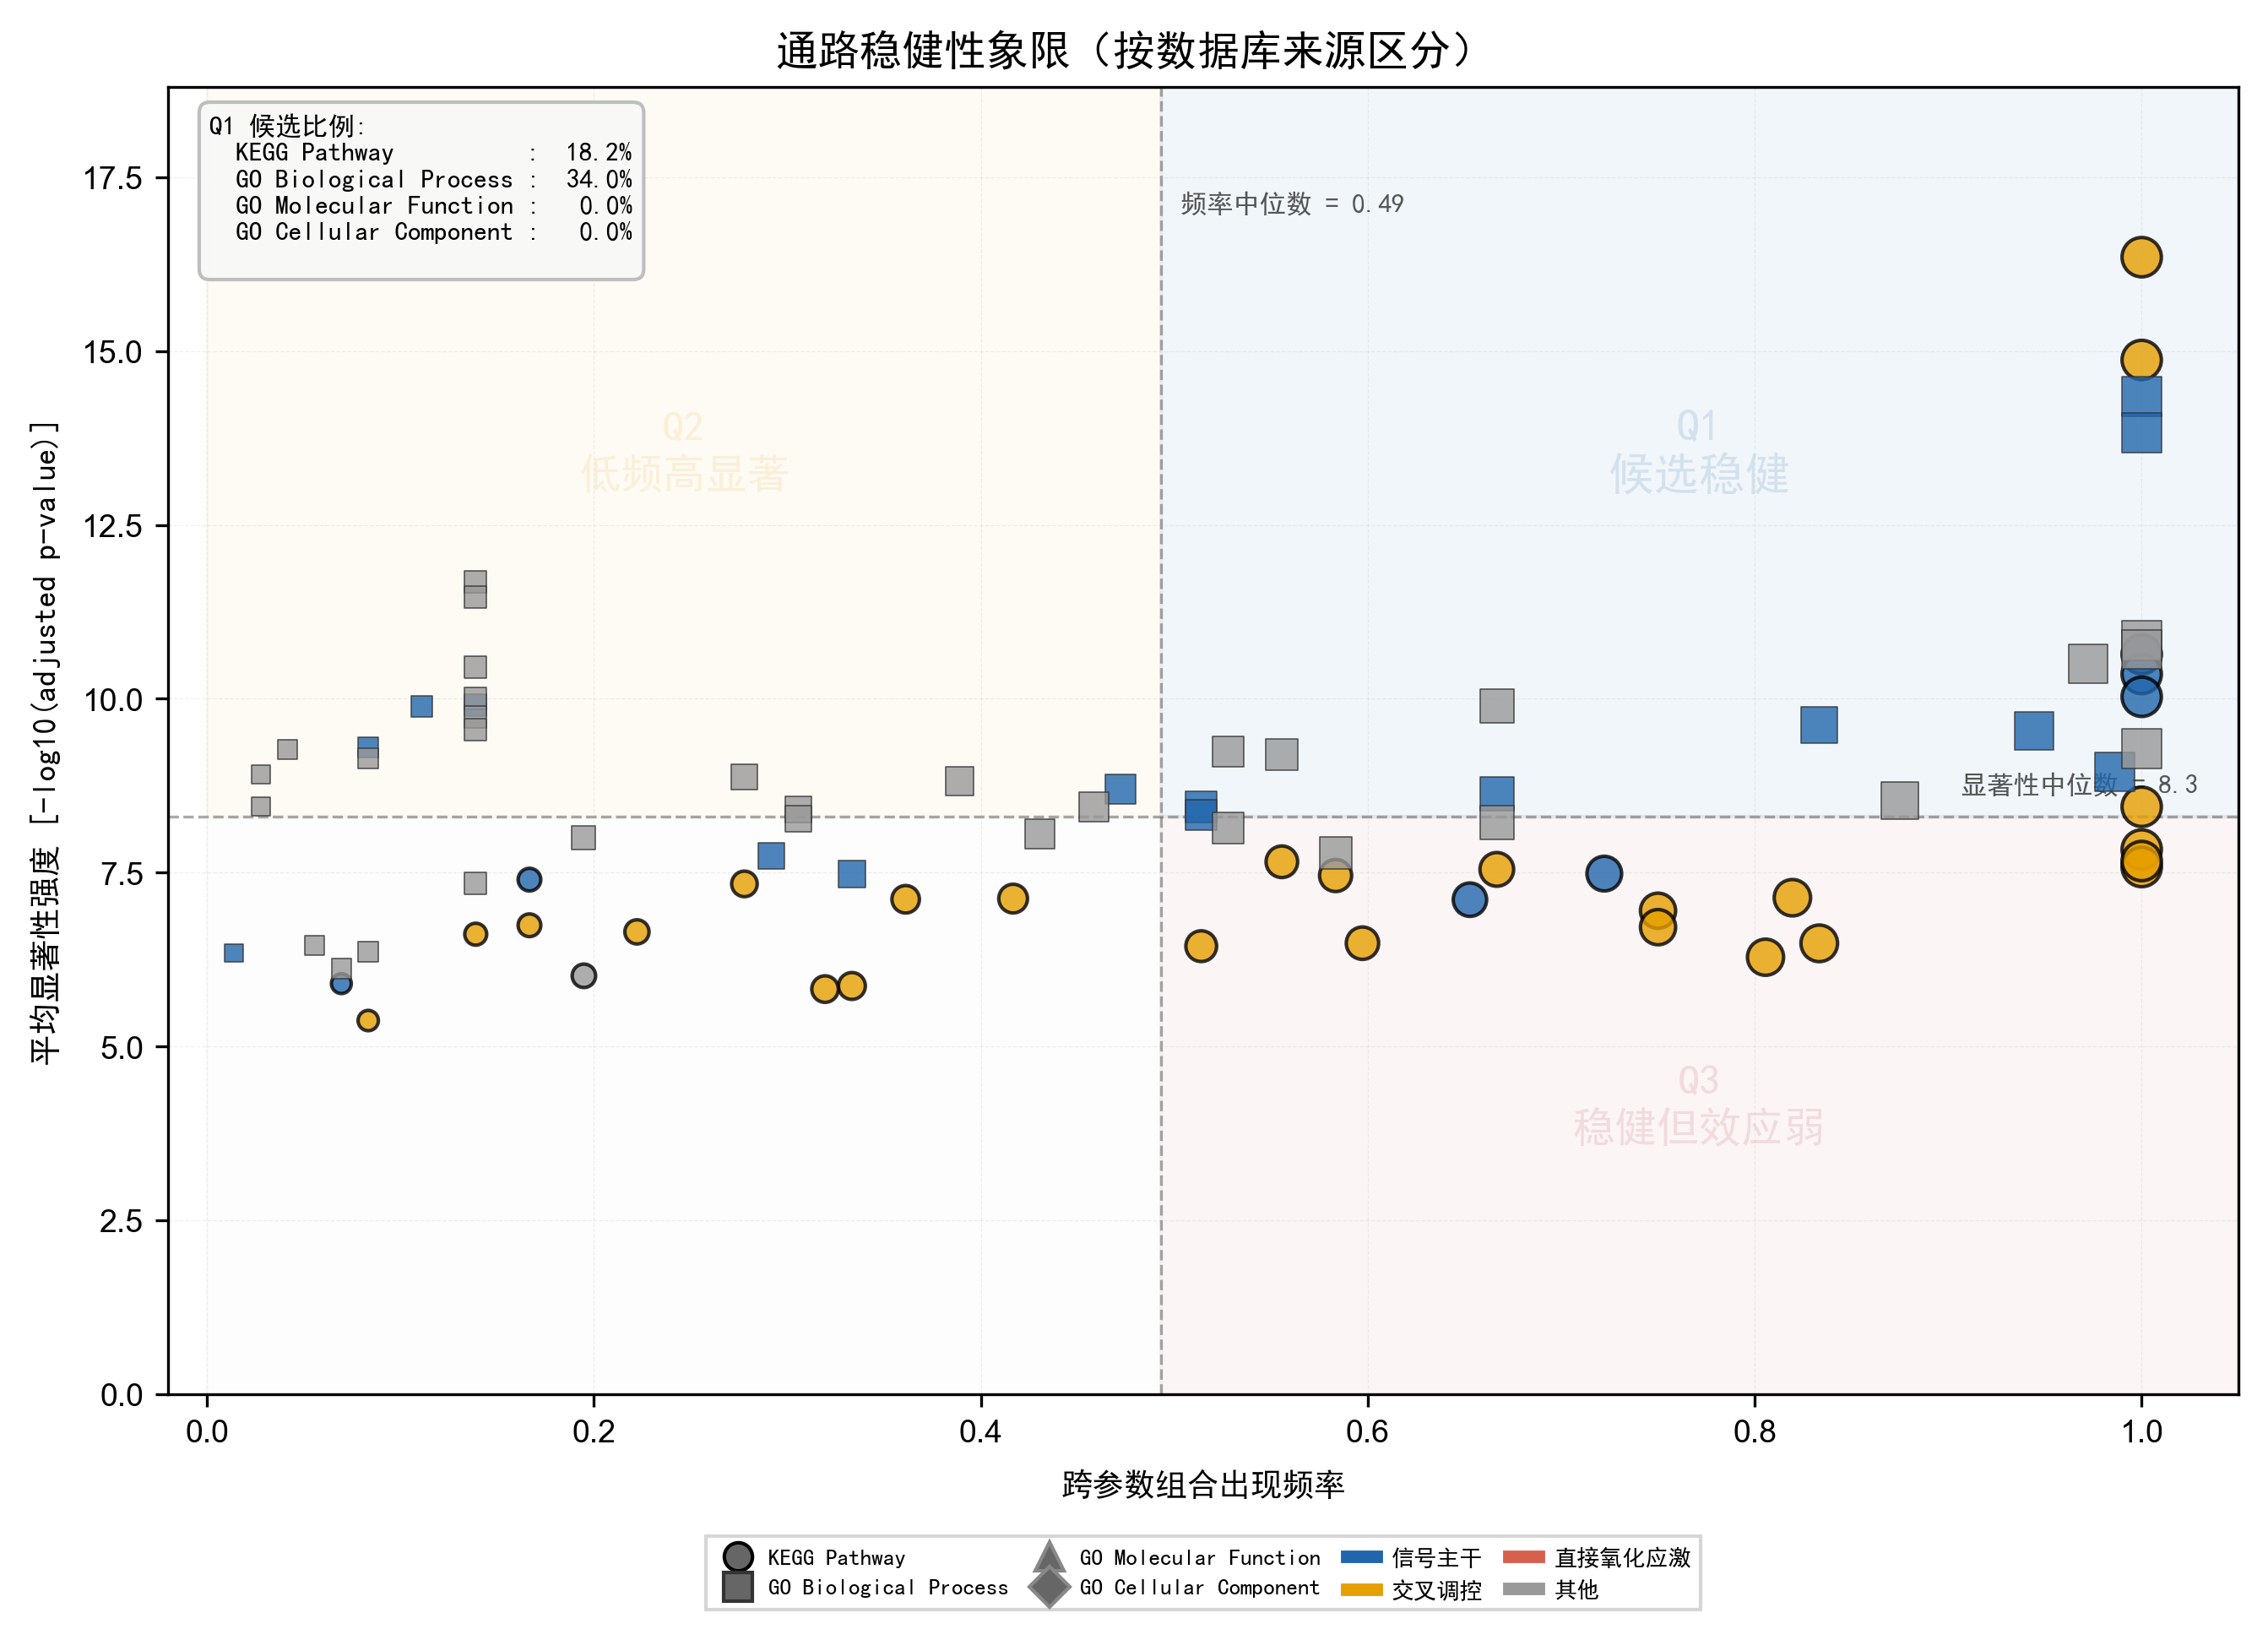 通路稳健性象限（按数据库来源区分）
Q1 候选比例:
KEGG Pathway : 18.2%
GO Biological Process : 34.0%
GO Molecular Function : 0.0%
GO Cellular Component : 0.0%
频率中位数 = 0.49
Q2
低频高显著
Q1
候选稳健
显著性中位数 = 8.3
Q3
稳健但效应弱
平均显著性强度 [-log10(adjusted p-value)]
17.5
15.0
12.5
10.0
7.5
5.0
2.5
0.0
0.0 0.2 0.4 0.6 0.8 1.0
跨参数组合出现频率
KEGG Pathway GO Molecular Function 信号主干 直接氧化应激
GO Biological Process GO Cellular Component 交叉调控 其他